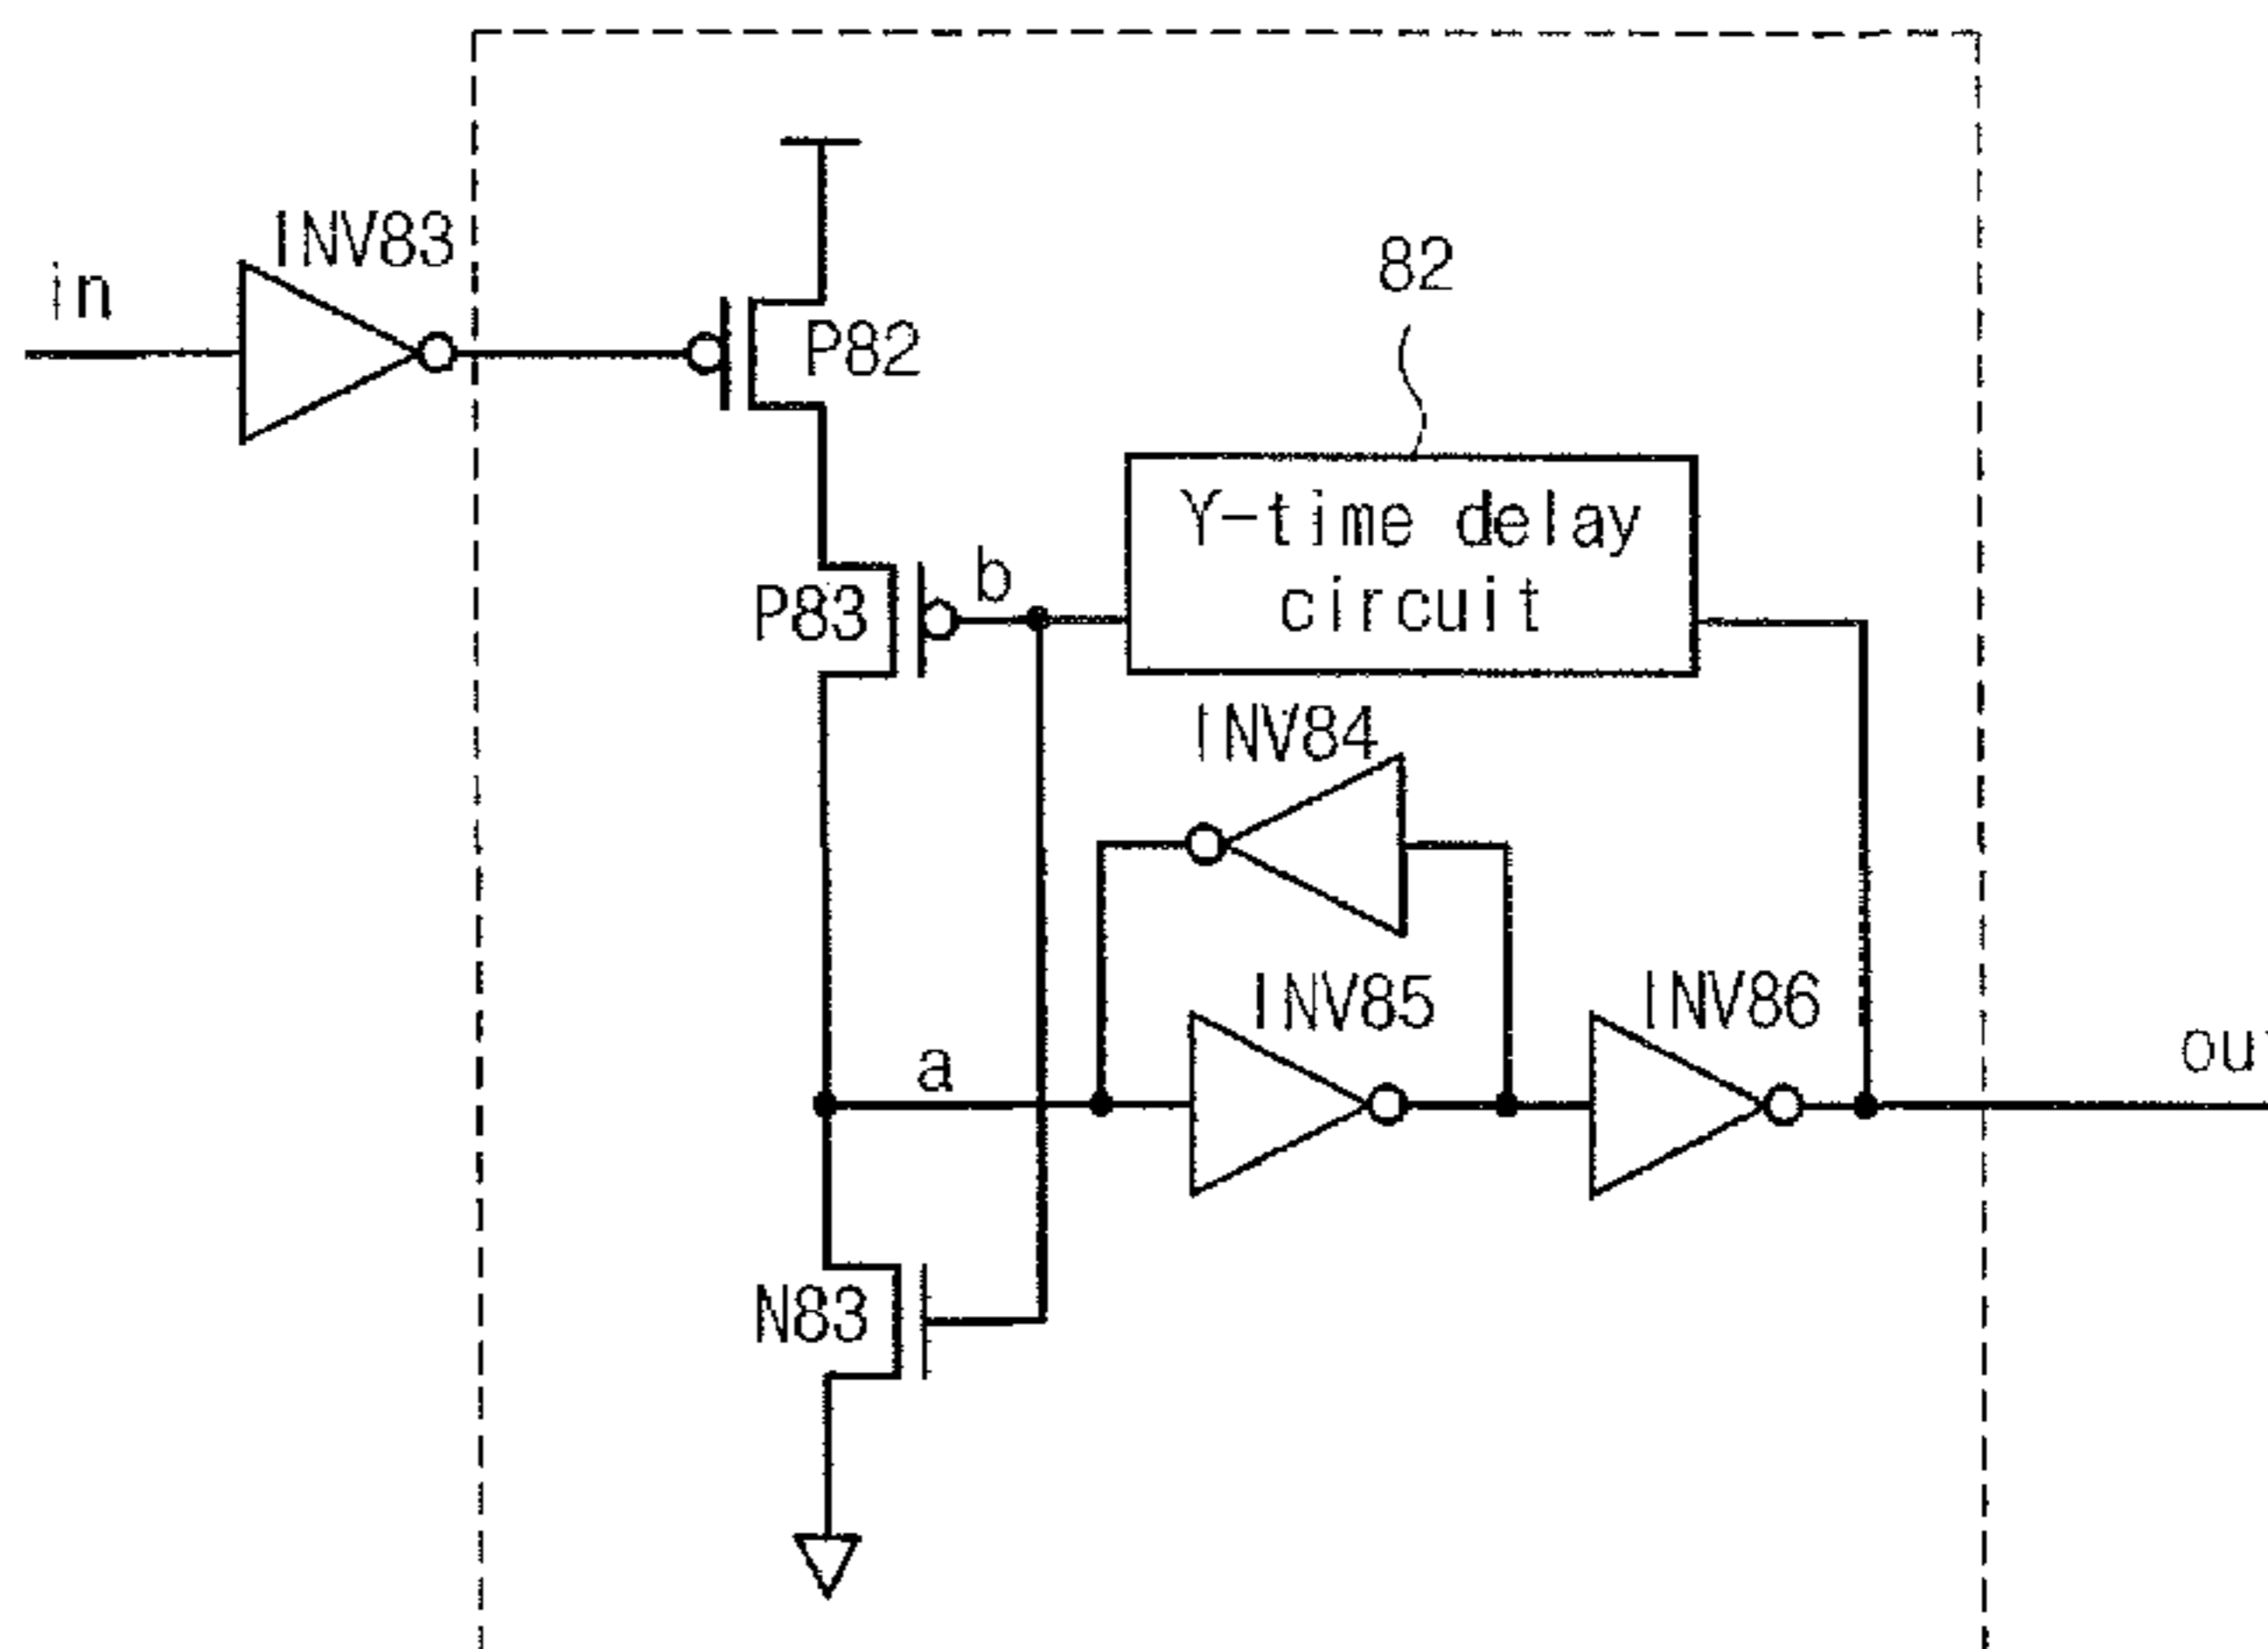 in
INV83
P82
82
Y-time delay
circuit
P83
b
INV84
INV85
INV86
a
N83